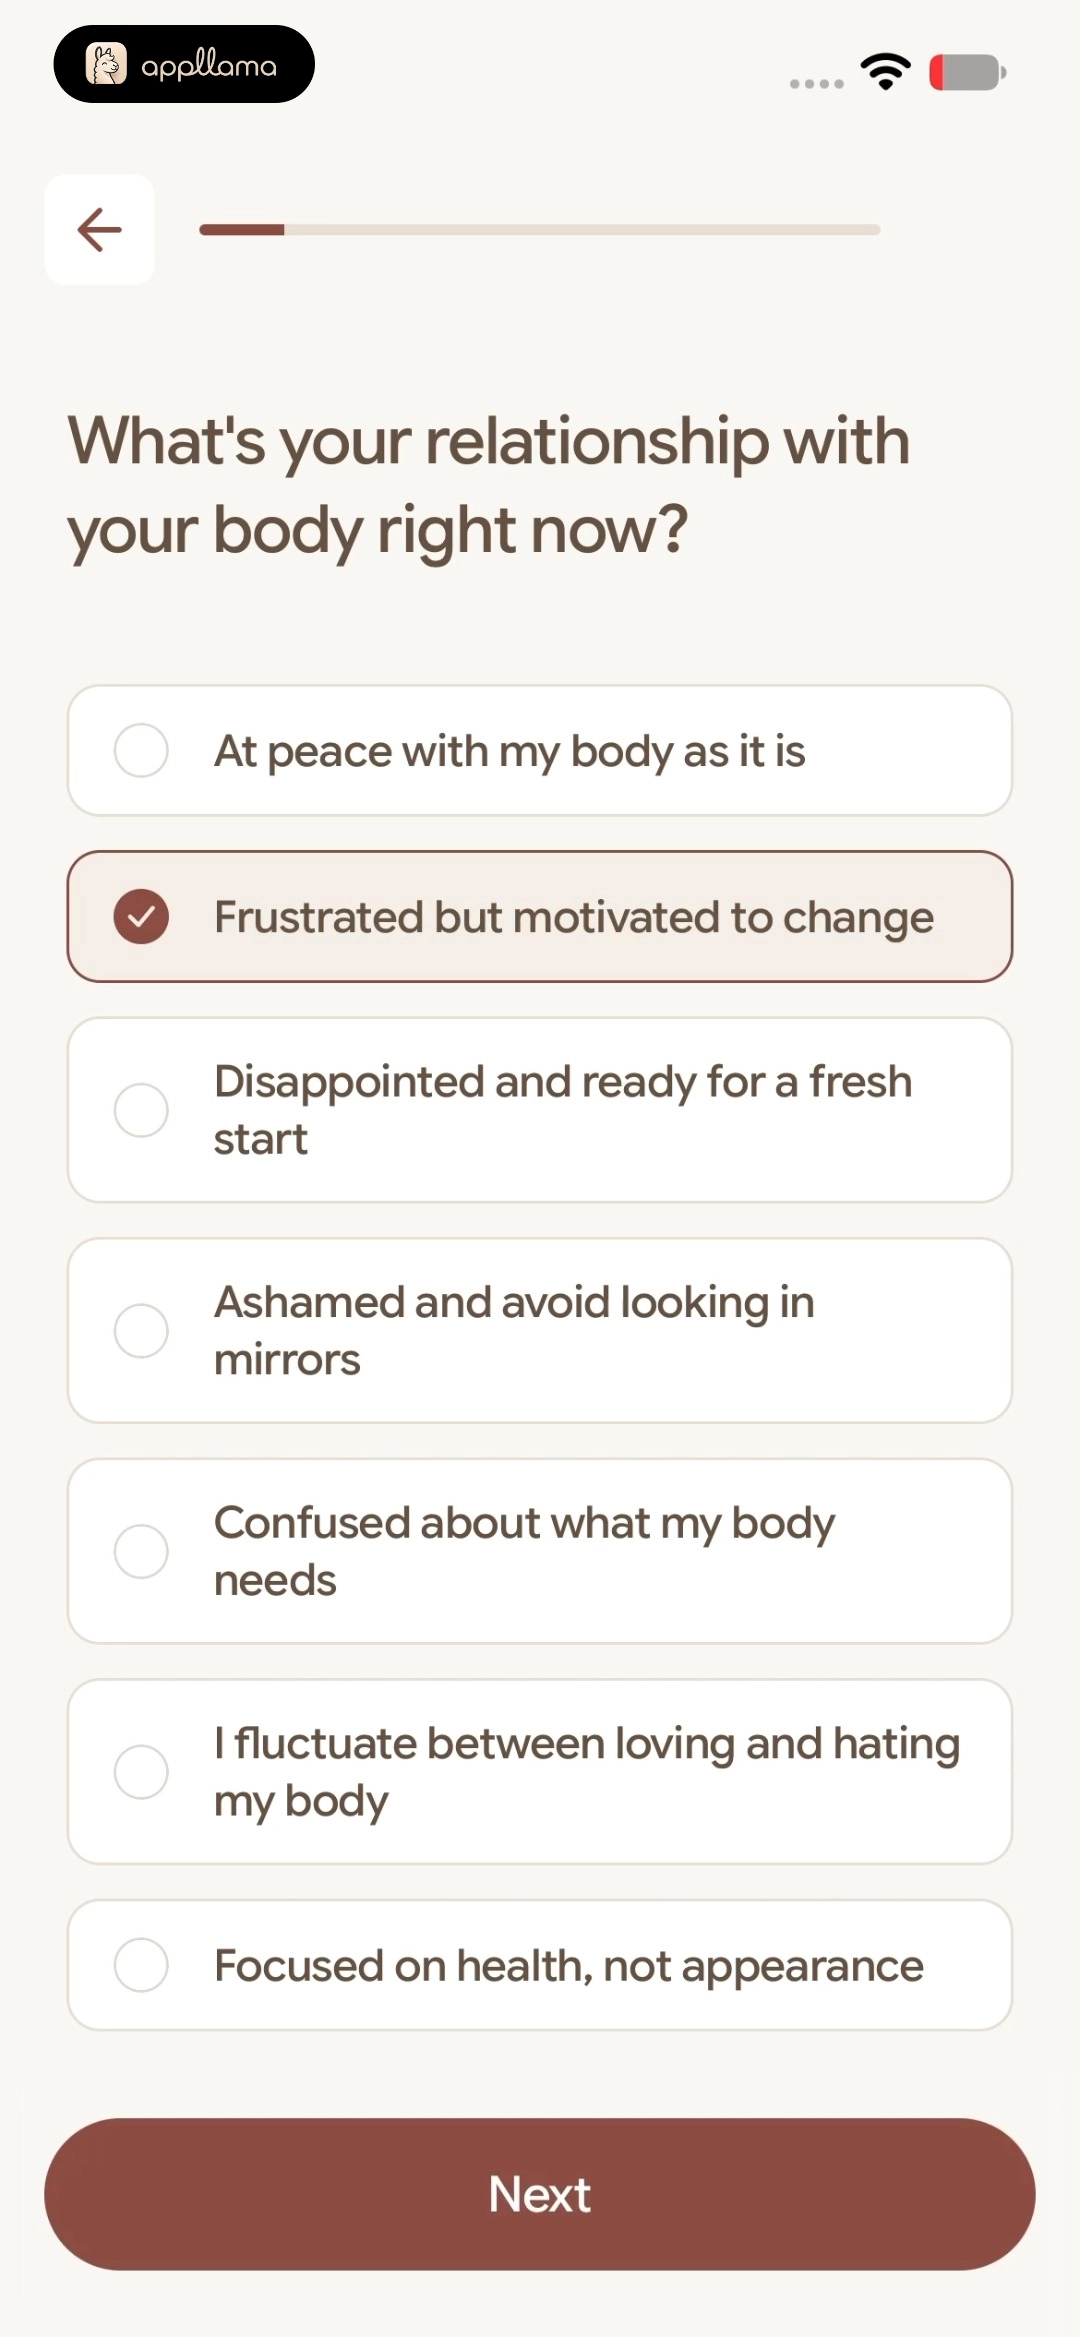 appllama
What's your relationship with
your body right now?
At peace with my body as it is
Frustrated but motivated to change
Disappointed and ready for a fresh
start
Ashamed and avoid looking in
mirrors
Confused about what my body
needs
I fluctuate between loving and hating
my body
Focused on health, not appearance
Next